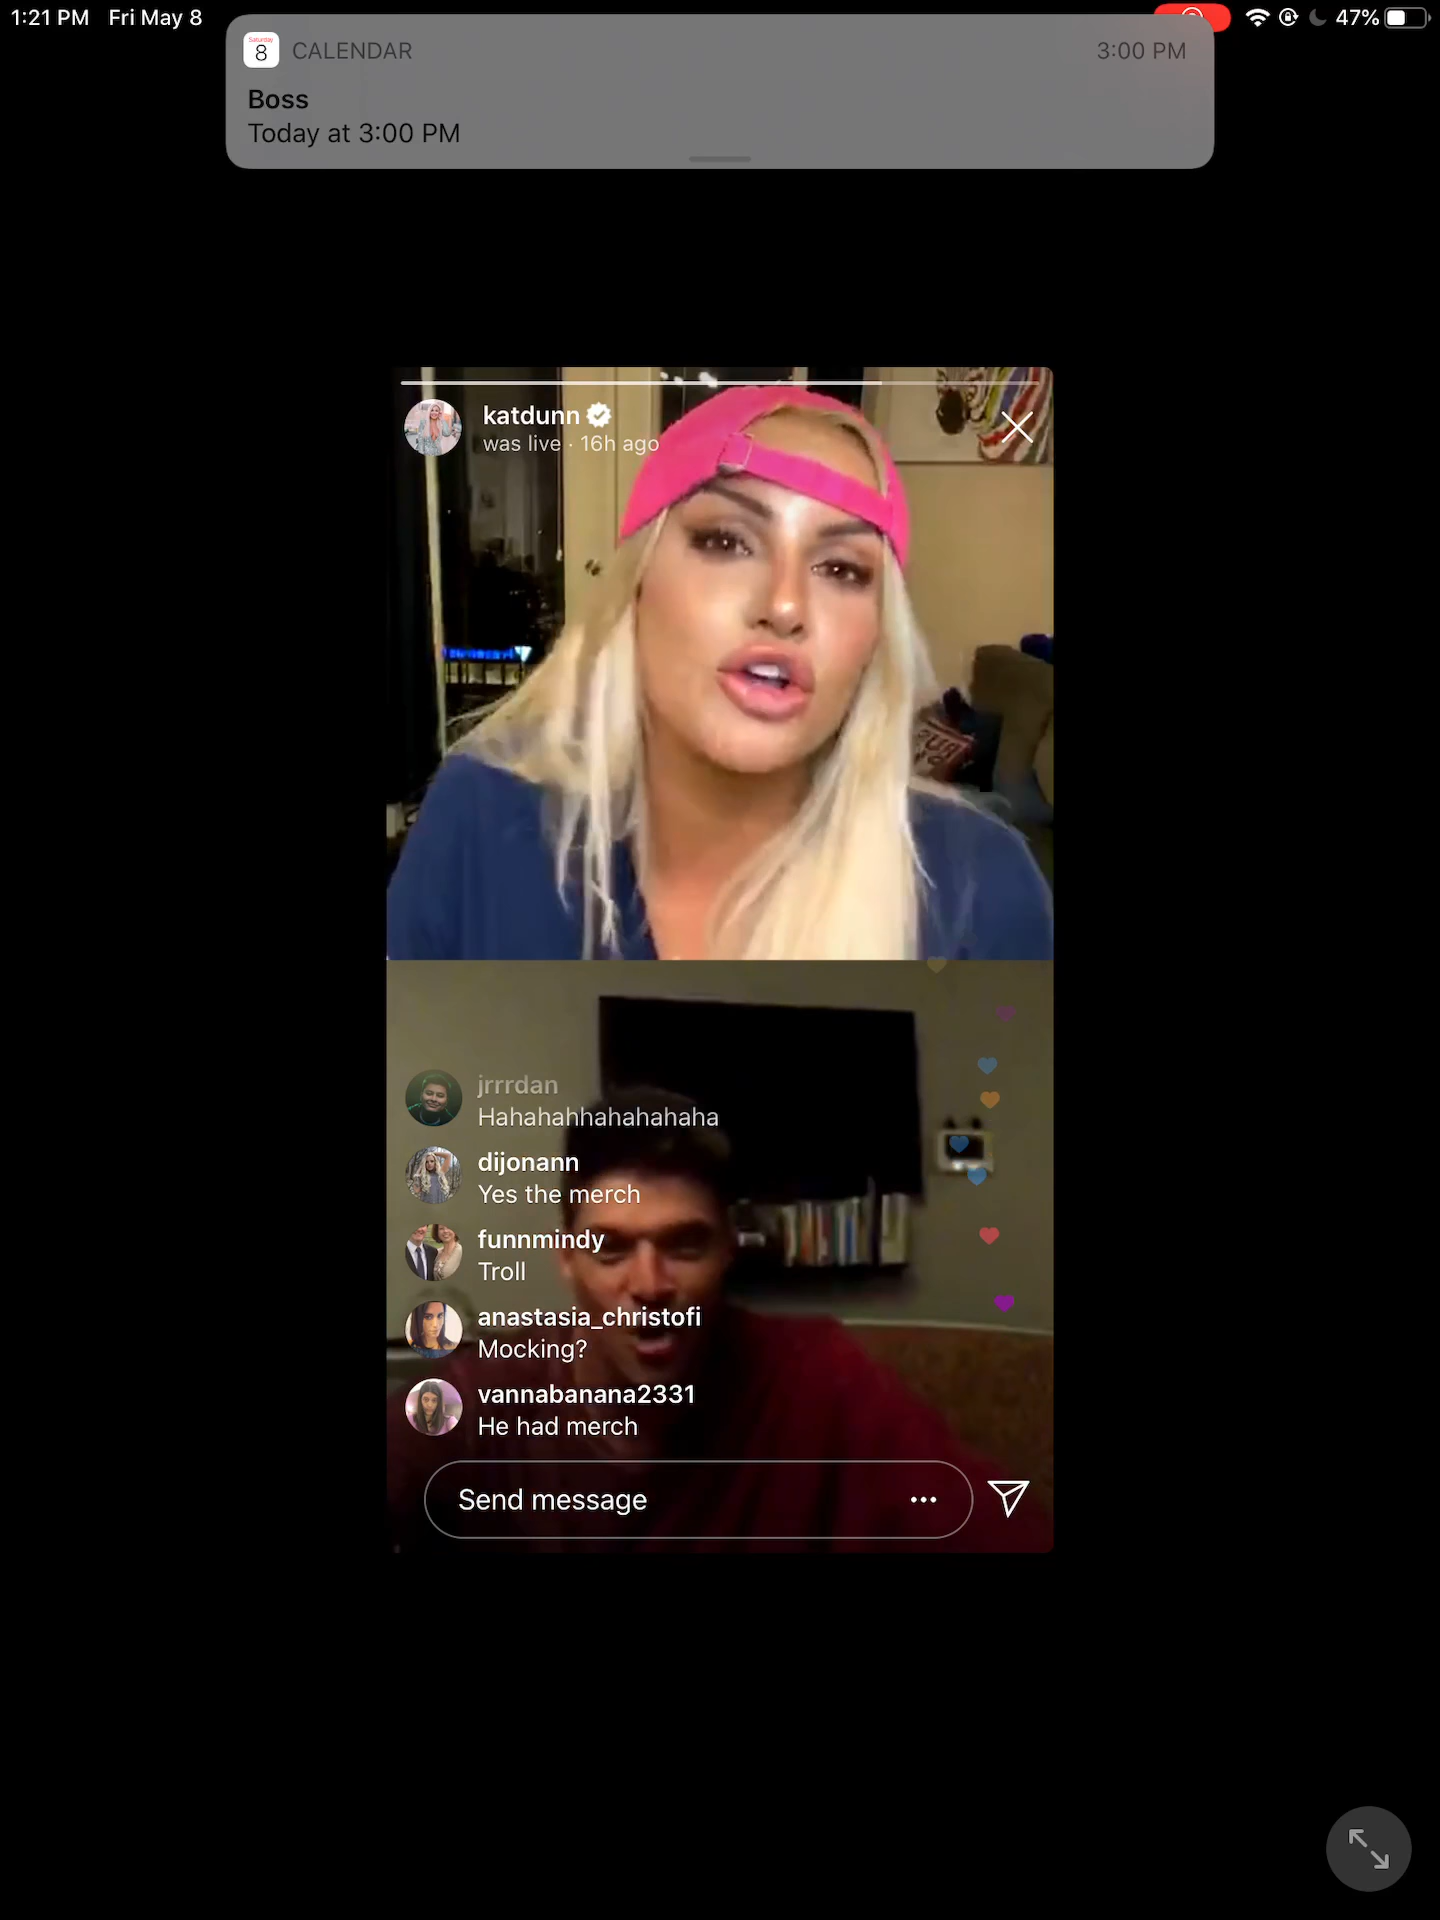 1:21 PM Fri May 8
47%
Saturday
8
CALENDAR
3:00 PM
Boss
Today at 3:00 PM
katdunn
was live · 16h ago
jrrrdan
Hahahahhahahahaha
dijonann
Yes the merch
funnmindy
Troll
anastasia_christofi
Mocking?
vannabanana2331
He had merch
Send message